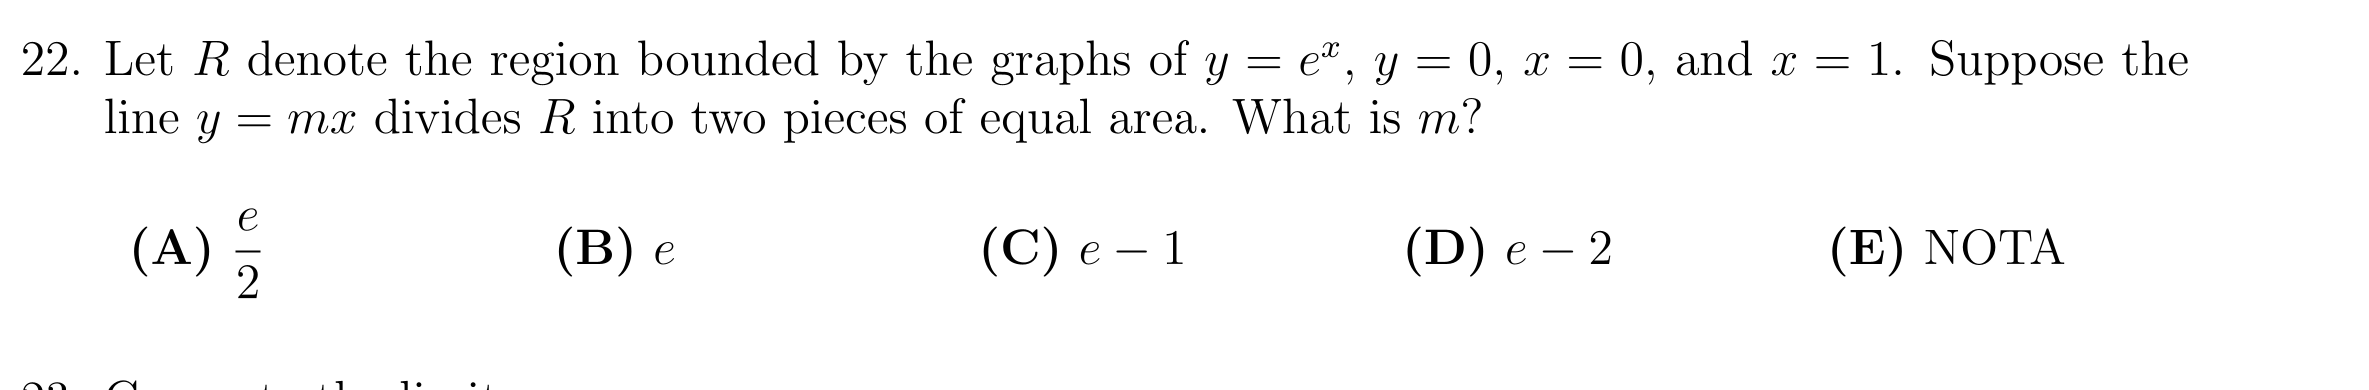 22. Let R denote the region bounded by the graphs of y = eˣ, y = 0, x = 0, and x = 1. Suppose the
line y = mx divides R into two pieces of equal area. What is m?
(A) e/2 (B) e (C) e − 1 (D) e − 2 (E) NOTA